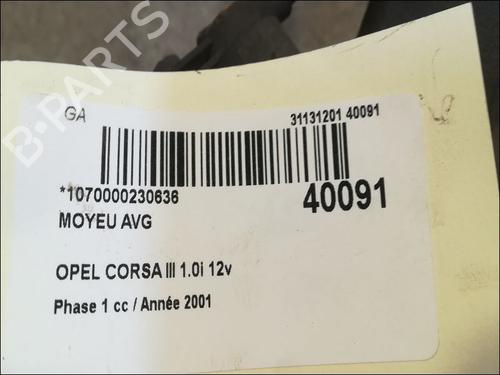 B-PARTS
GA 31131201 40091
*1070000230636 40091
MOYEU AVG
OPEL CORSA III 1.0i 12v
Phase 1 cc / Année 2001